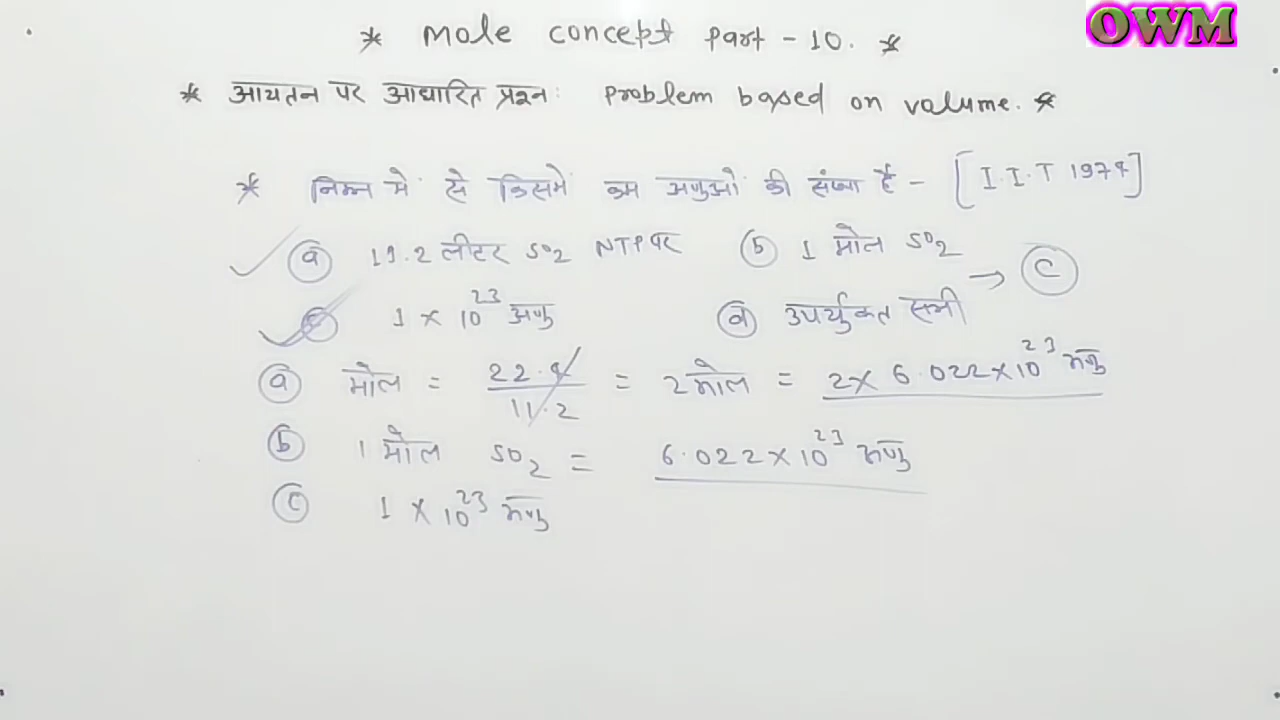 OWM
* Mole concept part - 10. *
* आयतन पर आधारित प्रश्न: Problem based on volume. *
* निम्न में से किसमें कम अणुओं की संख्या है - [I.I.T 1974]
(a) 11.2 लीटर SO2 NTP पर (b) 1 मोल SO2
(c) 1 × 10^23 अणु (d) उपर्युक्त सभी → (C)
(a) मोल = 22.4/11.2 = 2 मोल = 2 × 6.022 × 10^23 अणु
(b) 1 मोल SO2 = 6.022 × 10^23 अणु
(c) 1 × 10^23 अणु